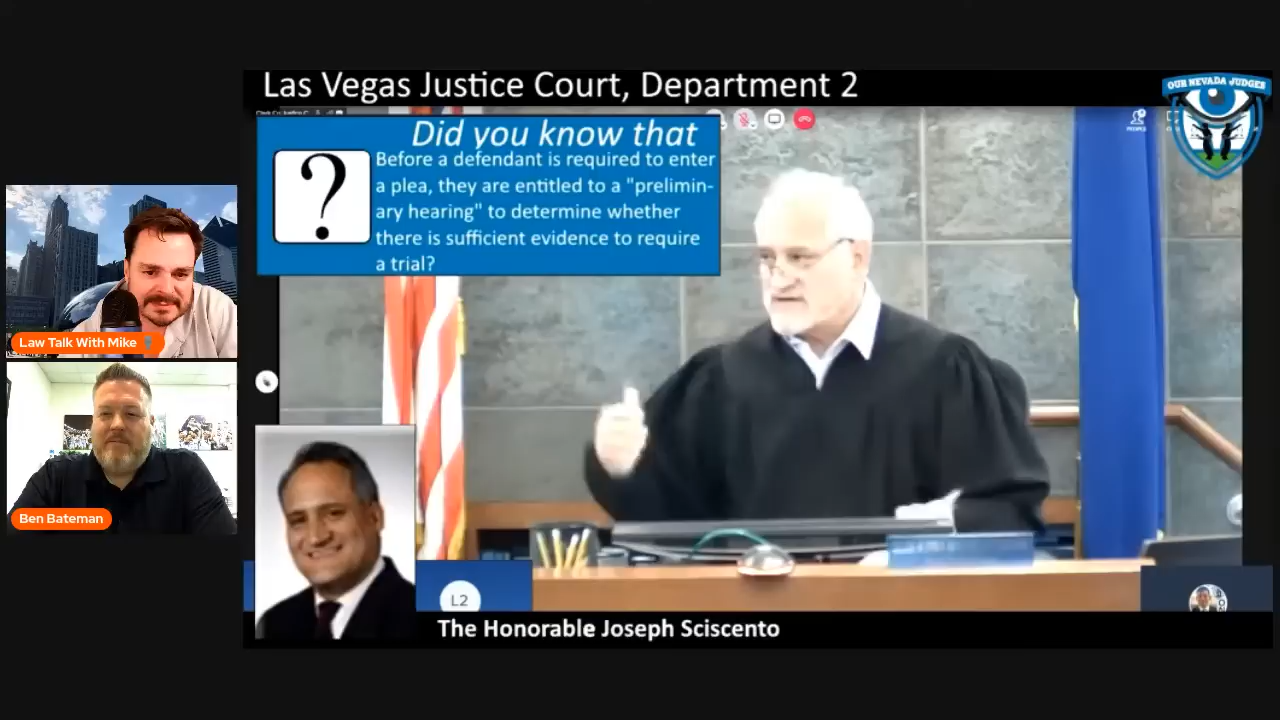 Las Vegas Justice Court, Department 2
OUR NEVADA JUDGES
PEOPLE
Did you know that
?
Before a defendant is required to enter
a plea, they are entitled to a "prelimin-
ary hearing" to determine whether
there is sufficient evidence to require
a trial?
Law Talk With Mike
Ben Bateman
L2
The Honorable Joseph Sciscento